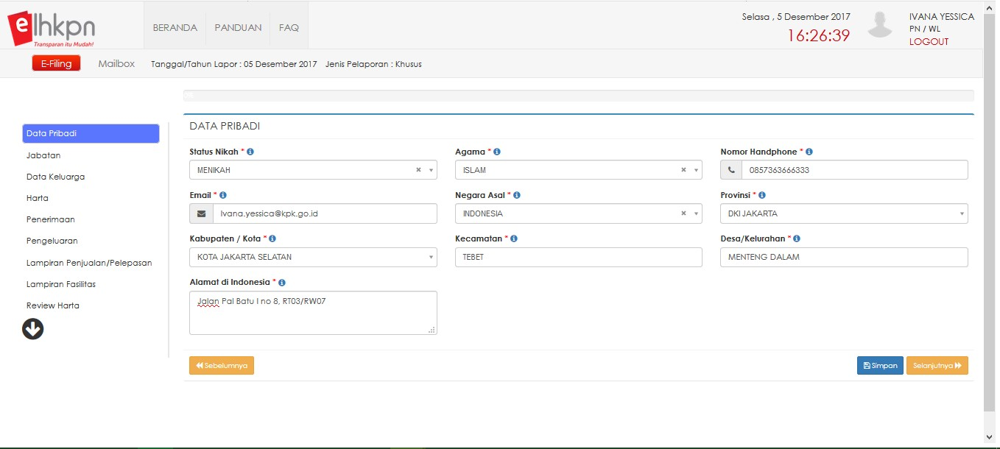 elhkpn
Transparan itu Mudah!
BERANDA PANDUAN FAQ
Selasa , 5 Desember 2017
16:26:39
IVANA YESSICA
PN / WL
LOGOUT
E-Filing Mailbox Tanggal/Tahun Lapor : 05 Desember 2017 Jenis Pelaporan : Khusus
Data Pribadi
Jabatan
Data Keluarga
Harta
Penerimaan
Pengeluaran
Lampiran Penjualan/Pelepasan
Lampiran Fasilitas
Review Harta
DATA PRIBADI
Status Nikah * Agama * Nomor Handphone *
MENIKAH ISLAM 0857363666333
Email * Negara Asal * Provinsi *
Ivana.yessica@kpk.go.id INDONESIA DKI JAKARTA
Kabupaten / Kota * Kecamatan * Desa/Kelurahan *
KOTA JAKARTA SELATAN TEBET MENTENG DALAM
Alamat di Indonesia *
Jalan Pal Batu I no 8, RT03/RW07
Sebelumnya Simpan Selanjutnya